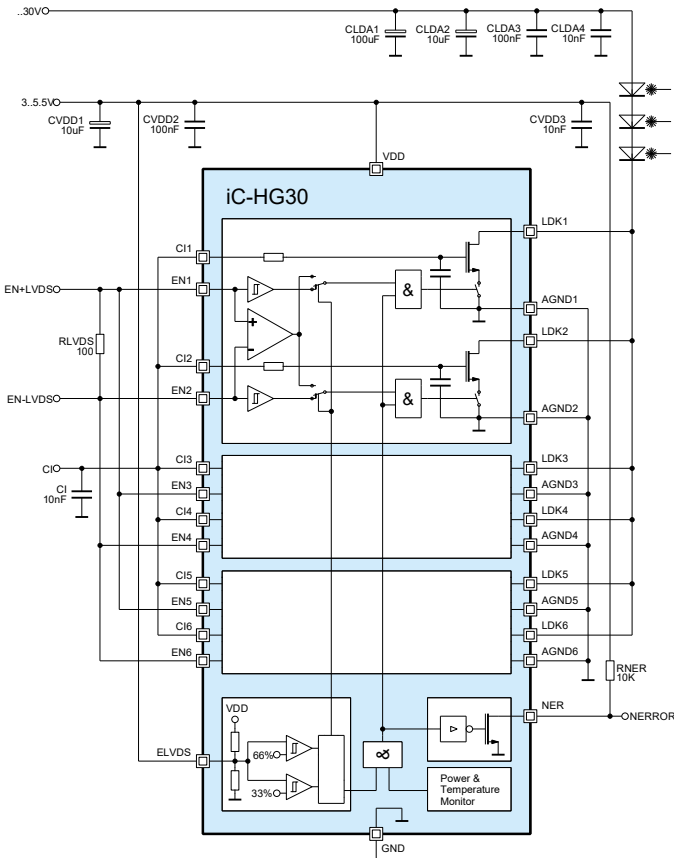 ..30V
CLDA1
100uF
CLDA2
10uF
CLDA3
100nF
CLDA4
10nF
3..5.5V
CVDD1
10uF
CVDD2
100nF
CVDD3
10nF
VDD
iC-HG30
LDK1
CI1
EN+LVDS
EN1
&
AGND1
RLVDS
100
+
-
LDK2
CI2
EN-LVDS
EN2
&
AGND2
CI
CI3
LDK3
CI
10nF
EN3
AGND3
CI4
LDK4
EN4
AGND4
CI5
LDK5
EN5
AGND5
CI6
LDK6
EN6
AGND6
RNER
10K
VDD
NER
NERROR
ELVDS
66%
33%
&
Power &
Temperature
Monitor
GND